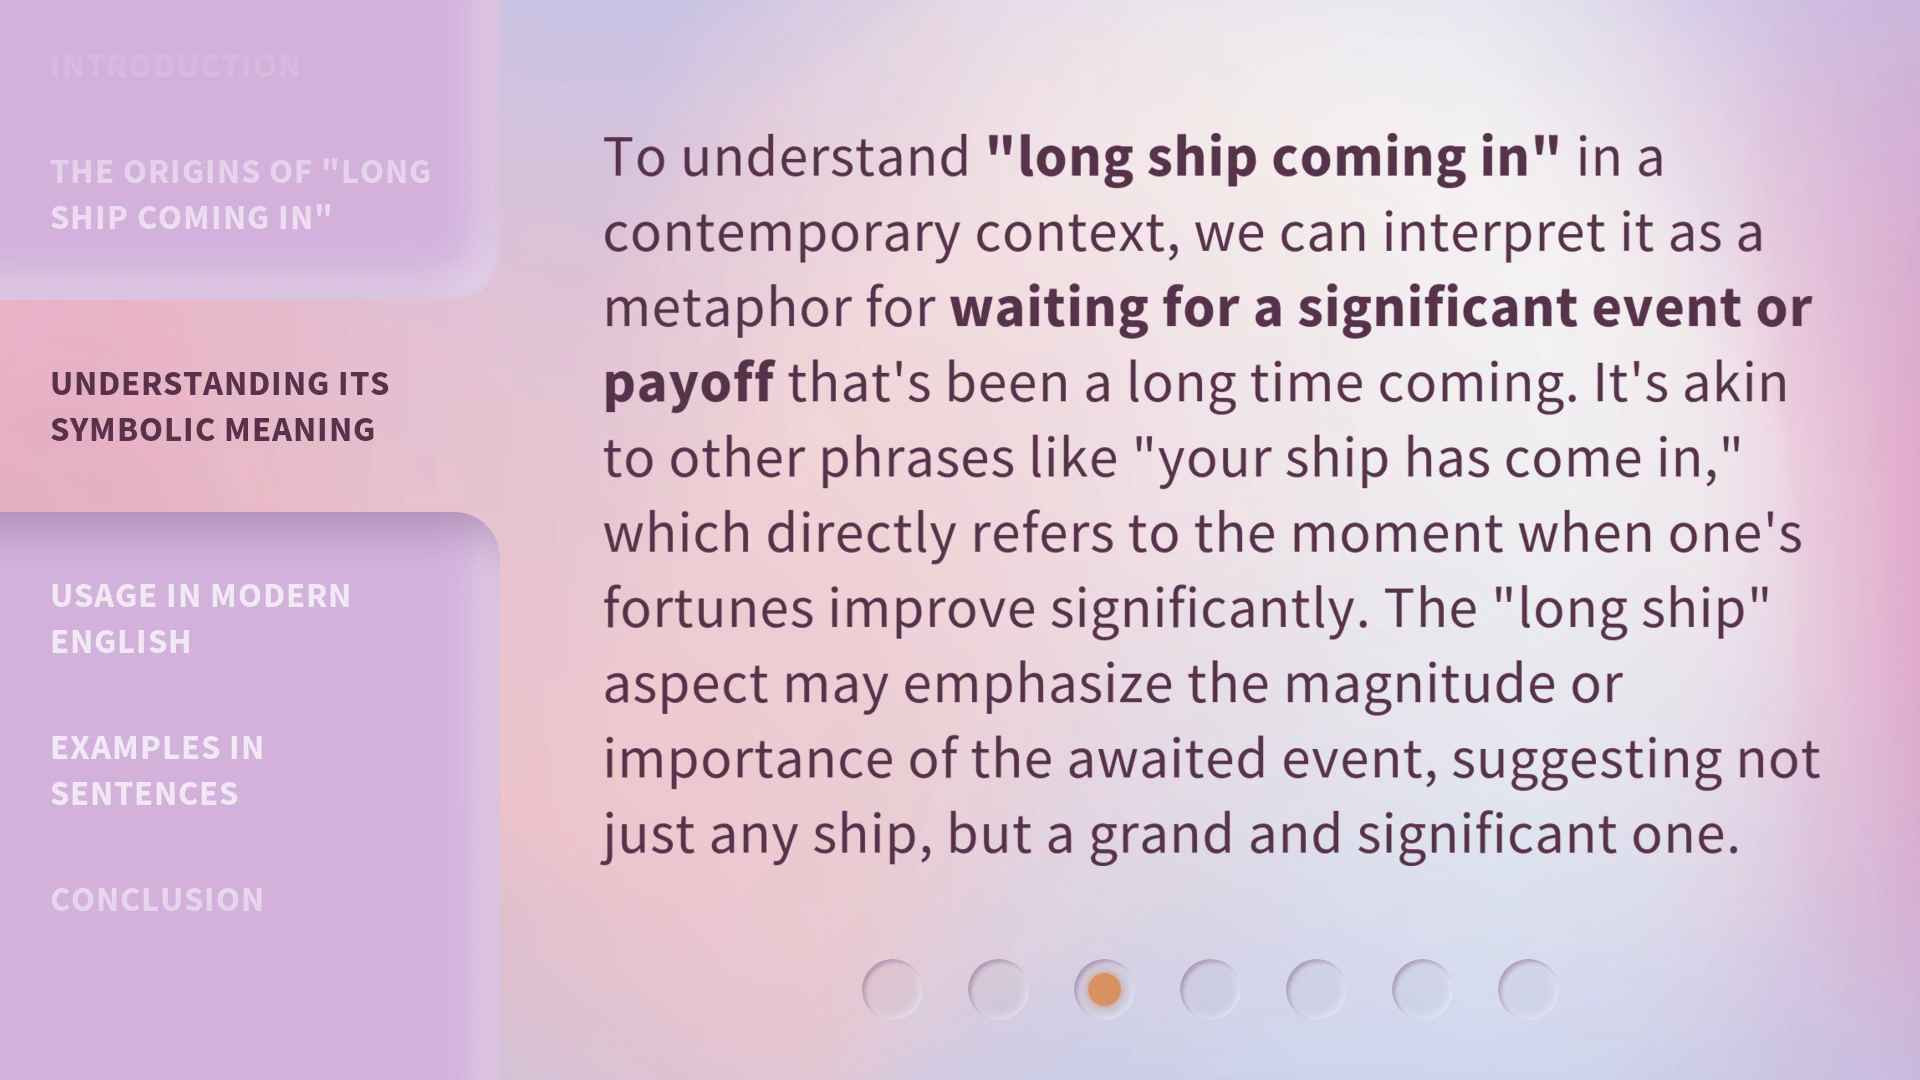 INTRODUCTION
THE ORIGINS OF "LONG
SHIP COMING IN"
UNDERSTANDING ITS
SYMBOLIC MEANING
USAGE IN MODERN
ENGLISH
EXAMPLES IN
SENTENCES
CONCLUSION
To understand "long ship coming in" in a
contemporary context, we can interpret it as a
metaphor for waiting for a significant event or
payoff that's been a long time coming. It's akin
to other phrases like "your ship has come in,"
which directly refers to the moment when one's
fortunes improve significantly. The "long ship"
aspect may emphasize the magnitude or
importance of the awaited event, suggesting not
just any ship, but a grand and significant one.